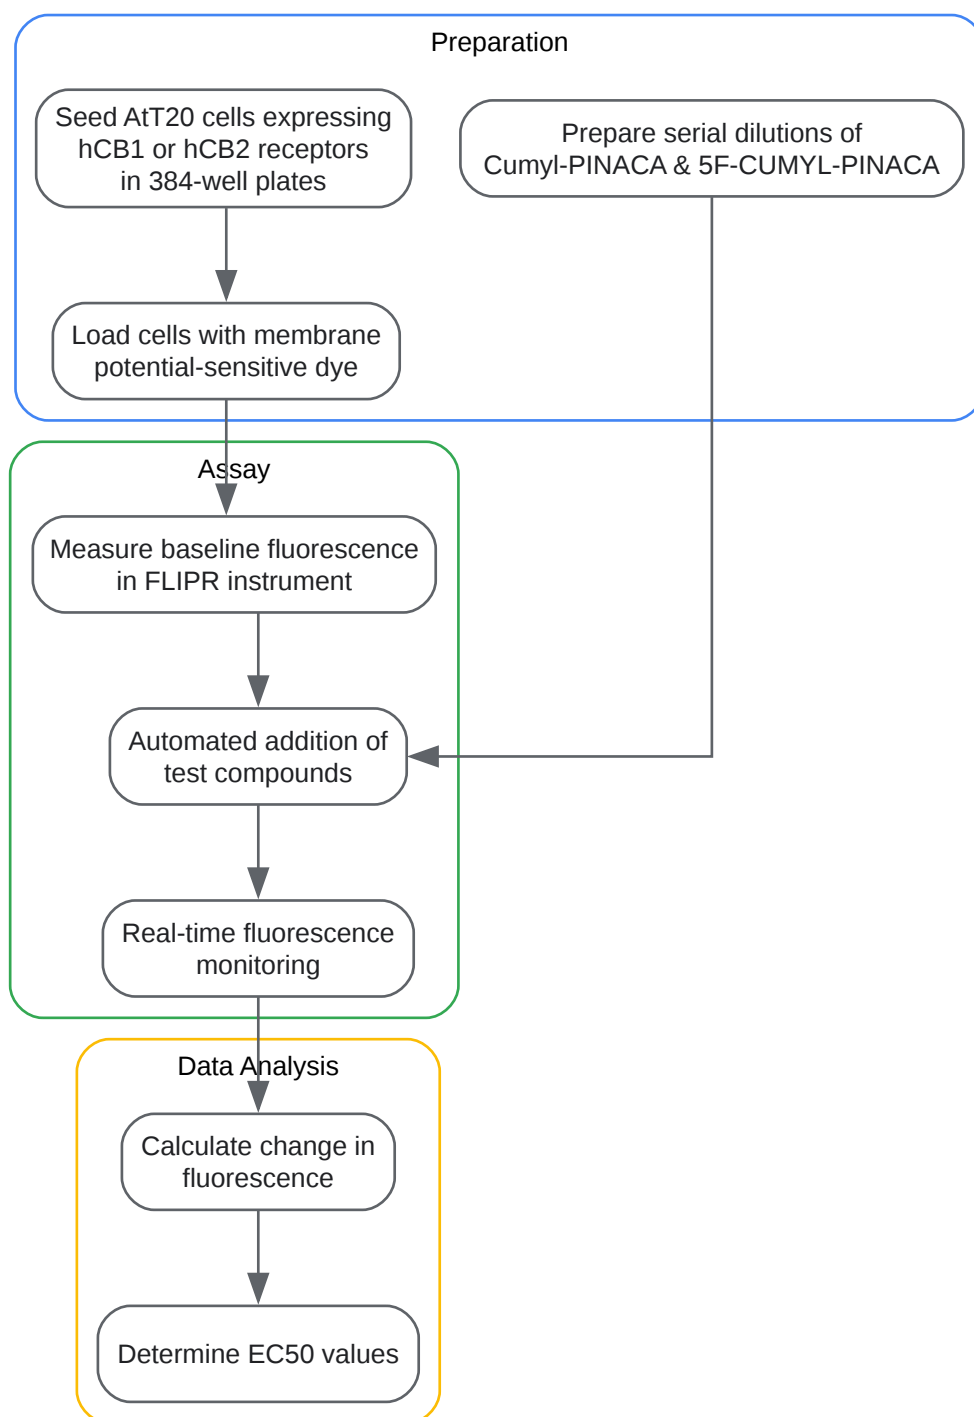 Preparation
Seed AtT20 cells expressing
hCB1 or hCB2 receptors
in 384-well plates
Prepare serial dilutions of
Cumyl-PINACA & 5F-CUMYL-PINACA
Load cells with membrane
potential-sensitive dye
Assay
Measure baseline fluorescence
in FLIPR instrument
Automated addition of
test compounds
Real-time fluorescence
monitoring
Data Analysis
Calculate change in
fluorescence
Determine EC50 values